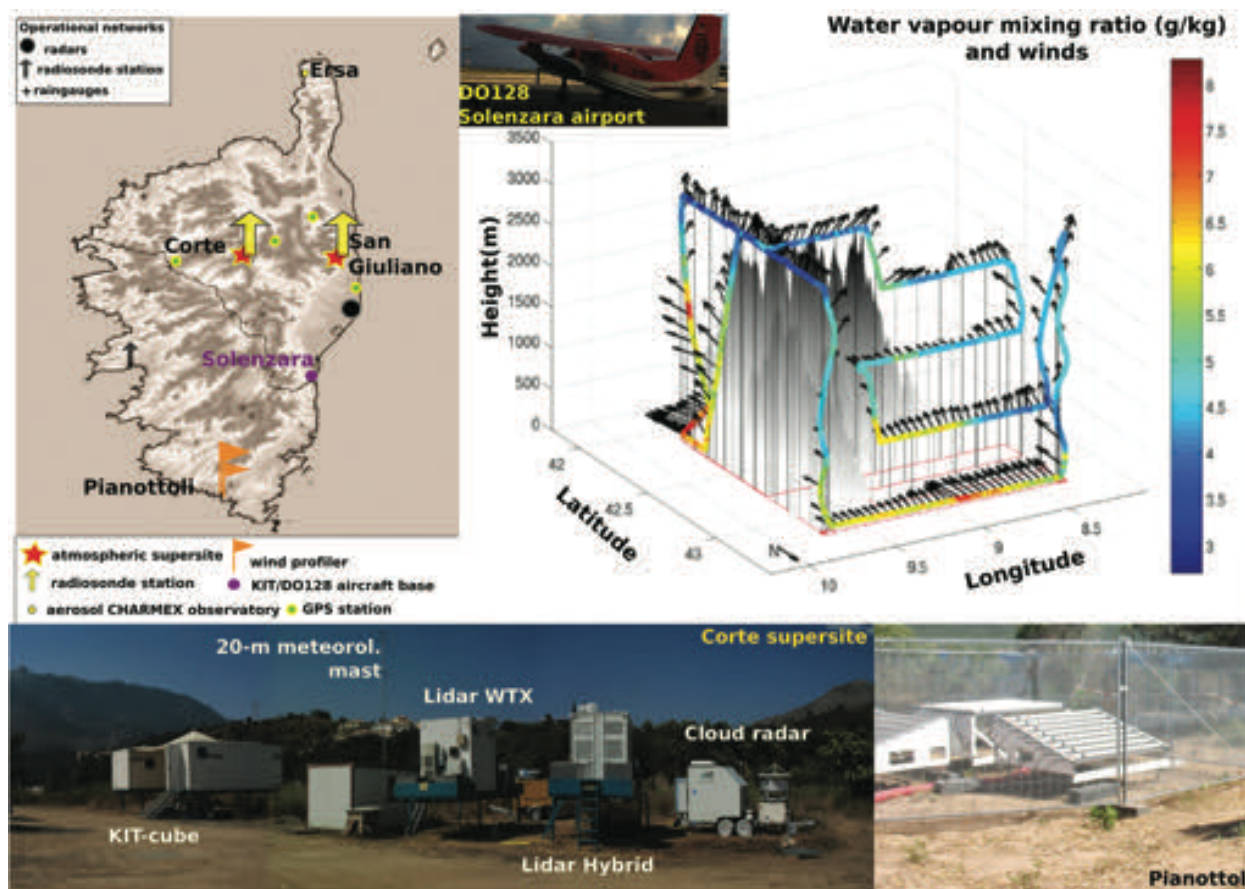 Operational networks
radars
radiosonde station
+ raingauges
Ersa
Corte
San
Giuliano
Solenzara
Pianottoli
atmospheric supersite
wind profiler
radiosonde station
KIT/DO128 aircraft base
aerosol CHARMEX observatory
GPS station
DO128
Solenzara airport
Water vapour mixing ratio (g/kg)
and winds
3500
3000
2500
2000
1500
1000
500
0
Height(m)
42
42.5
43
Latitude
N
10
9.5
9
8.5
Longitude
8
7.5
7
6.5
6
5.5
5
4.5
4
3.5
3
20-m meteorol.
mast
Corte supersite
Lidar WTX
Cloud radar
KIT-cube
Lidar Hybrid
Pianottol